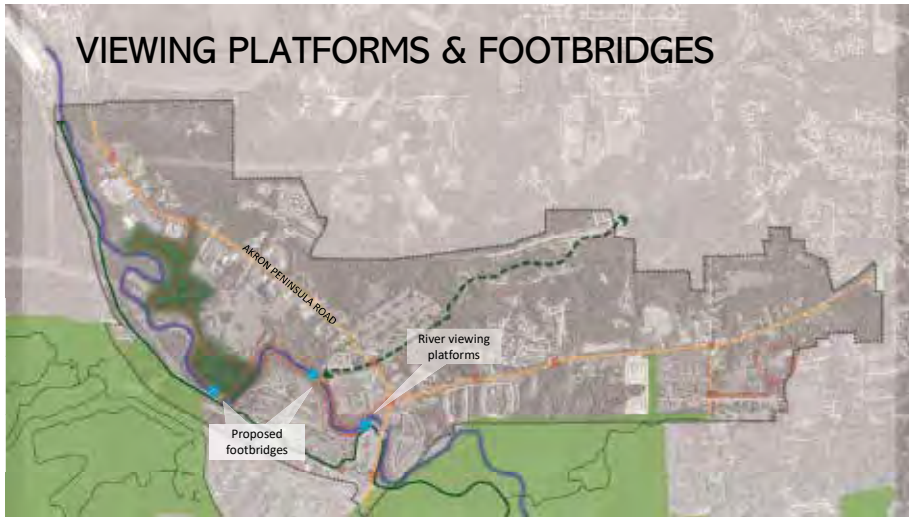 VIEWING PLATFORMS & FOOTBRIDGES
AKRON PENINSULA ROAD
River viewing
platforms
Proposed
footbridges